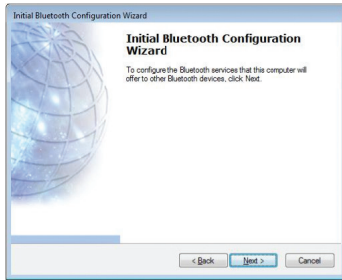 Initial Bluetooth Configuration Wizard
Initial Bluetooth Configuration
Wizard
To configure the Bluetooth services that this computer will
offer to other Bluetooth devices, click Next.
< Back
Next >
Cancel